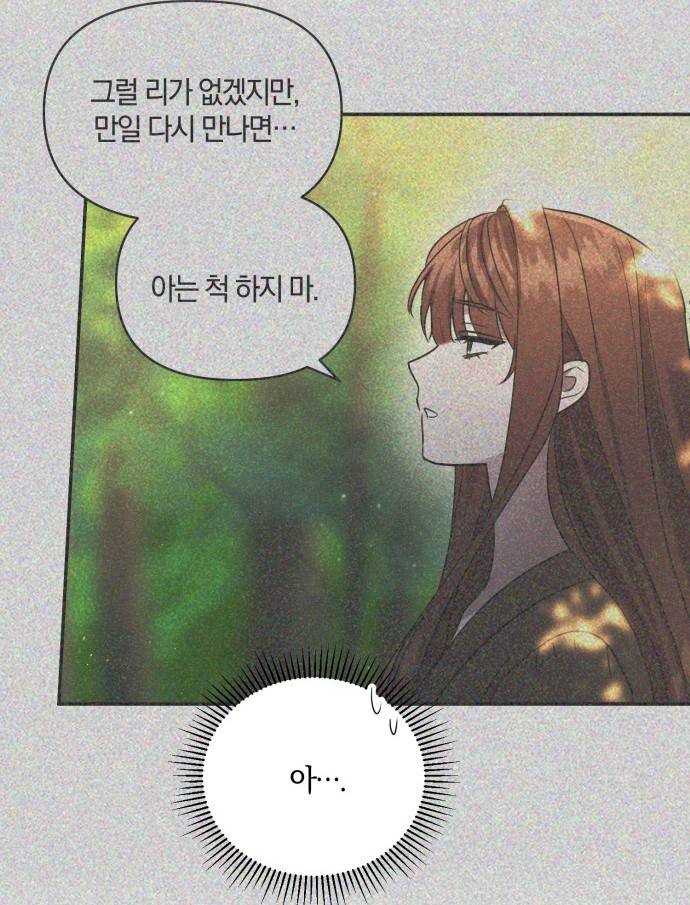 그럴 리가 없겠지만,
만일 다시 만나면…
아는 척 하지 마.
아….